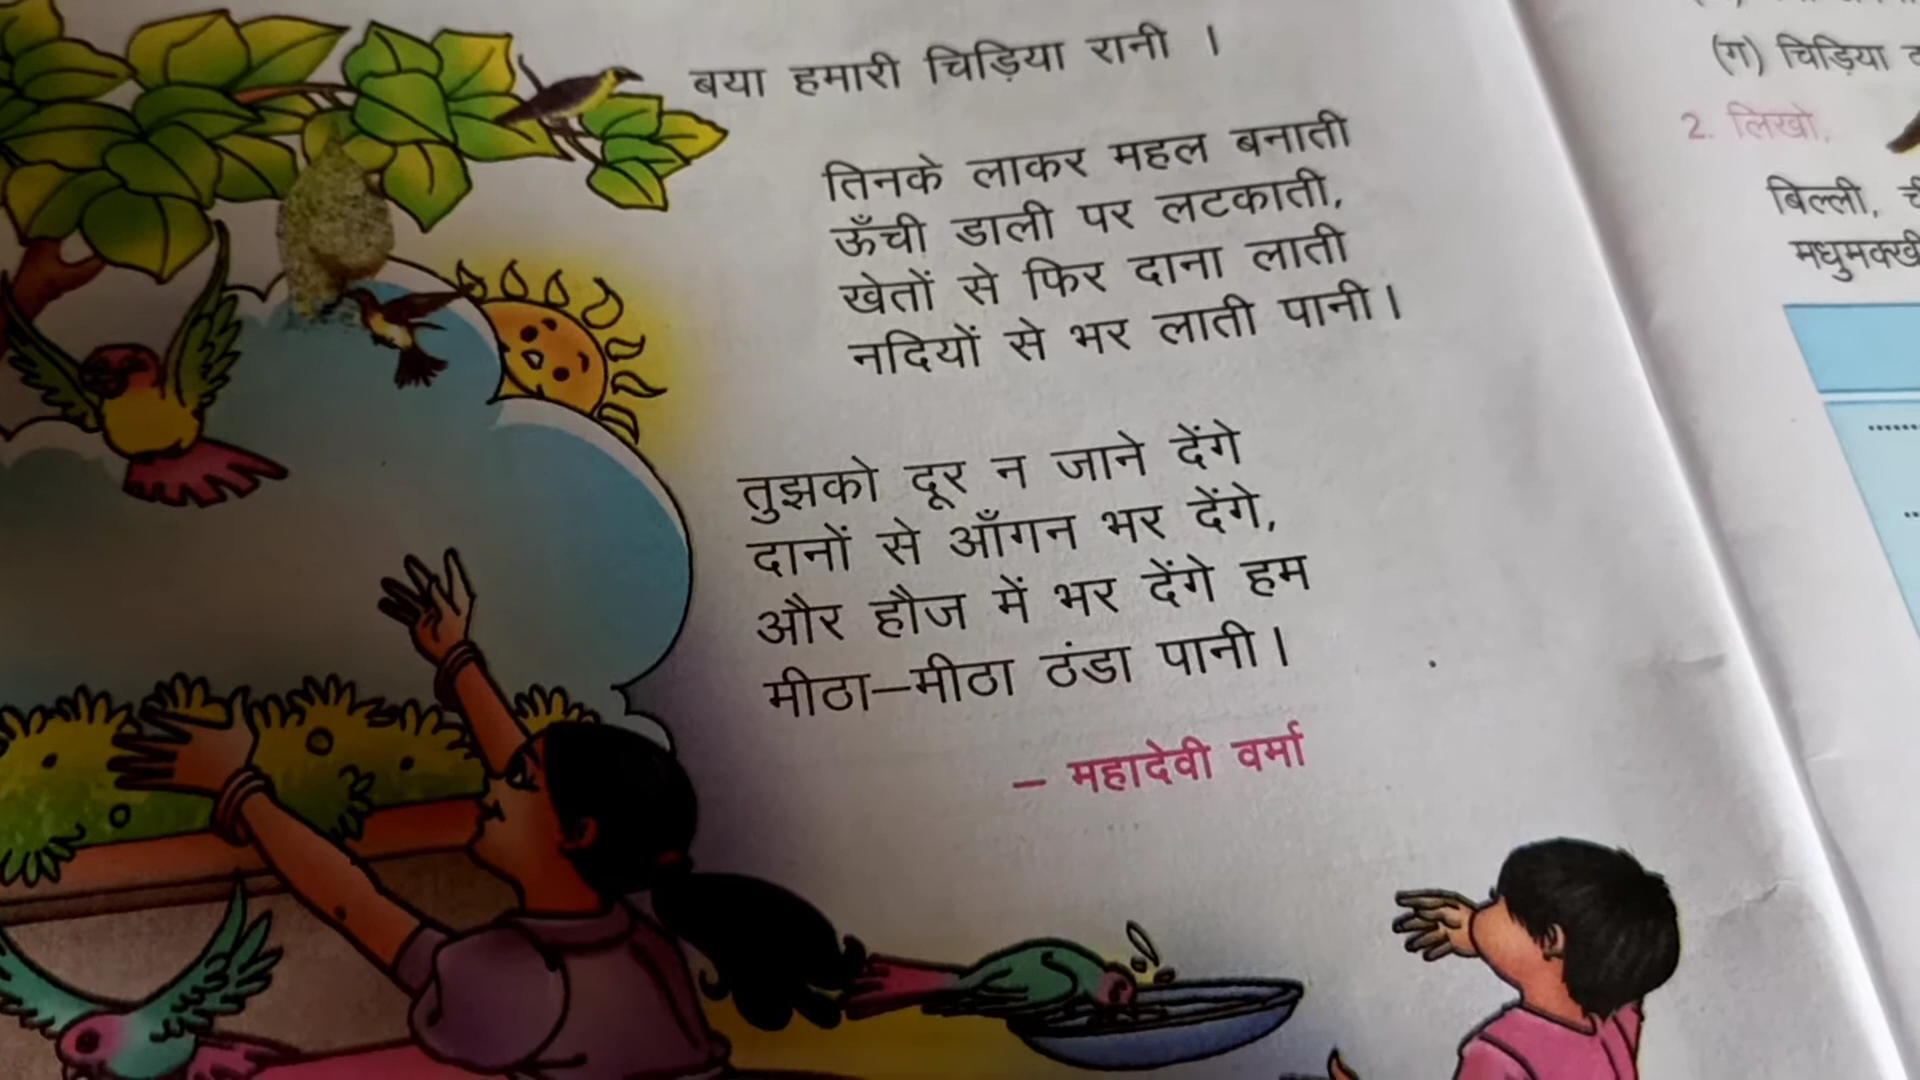 बया हमारी चिड़िया रानी ।
तिनके लाकर महल बनाती
ऊँची डाली पर लटकाती,
खेतों से फिर दाना लाती
नदियों से भर लाती पानी ।
तुझको दूर न जाने देंगे
दानों से आँगन भर देंगे,
और हौज में भर देंगे हम
मीठा–मीठा ठंडा पानी ।
– महादेवी वर्मा
(ग) चिड़िया
2. लिखो.
बिल्ली,
मधुमक्खी